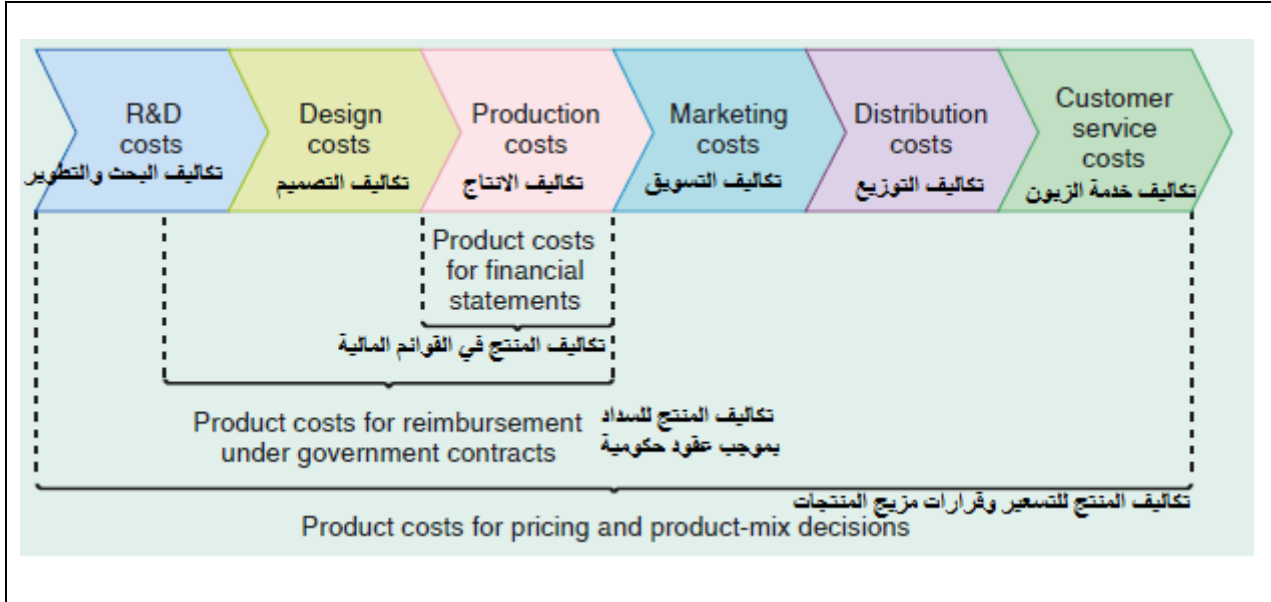 R&D
costs
تكاليف البحث والتطوير
Design
costs
تكاليف التصميم
Production
costs
تكاليف الانتاج
Marketing
costs
تكاليف التسويق
Distribution
costs
تكاليف التوزيع
Customer
service
costs
تكاليف خدمة الزبون
Product costs
for financial
statements
تكاليف المنتج في القوائم المالية
Product costs for reimbursement
under government contracts
تكاليف المنتج للسداد
بموجب عقود حكومية
تكاليف المنتج للتسعير وقرارات مزيج المنتجات
Product costs for pricing and product-mix decisions